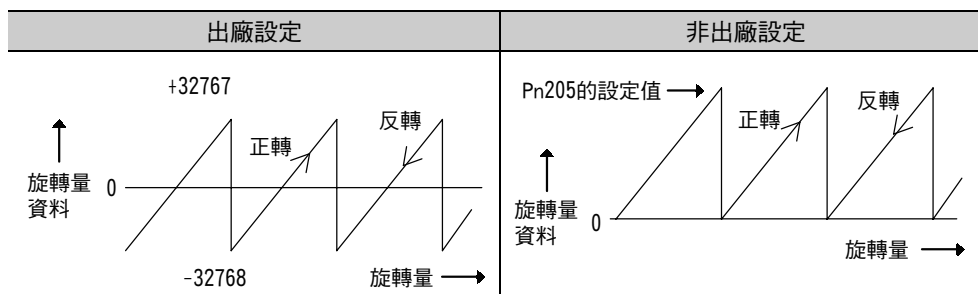 出廠設定
非出廠設定
+32767
正轉
反轉
旋轉量
資料
0
-32768
旋轉量
Pn205的設定值
正轉
反轉
旋轉量
資料
0
旋轉量